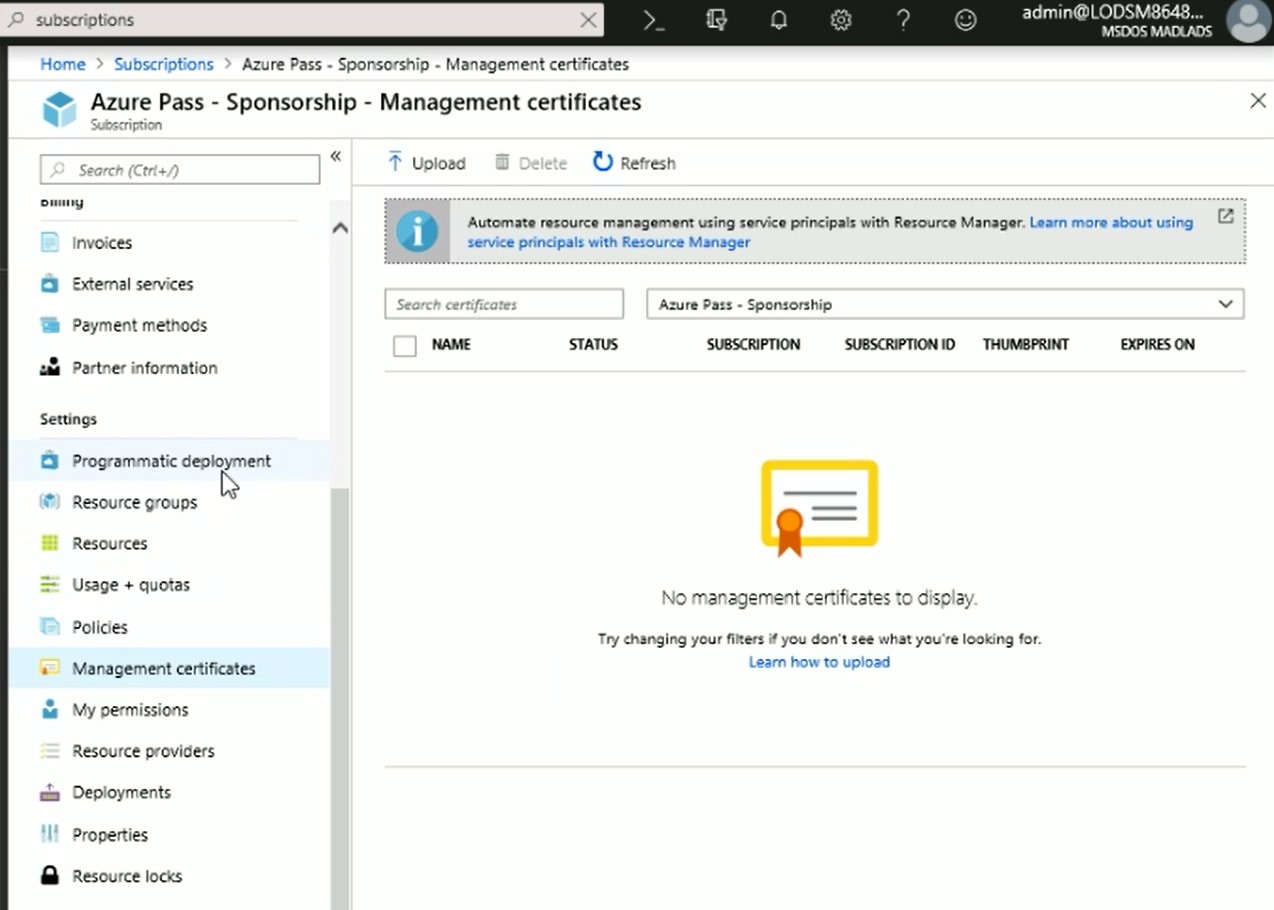 subscriptions
admin@LODSM8648...
MSDOS MADLADS
Home > Subscriptions > Azure Pass - Sponsorship - Management certificates
Azure Pass - Sponsorship - Management certificates
Subscription
Search (Ctrl+/)
Billing
Invoices
External services
Payment methods
Partner information
Settings
Programmatic deployment
Resource groups
Resources
Usage + quotas
Policies
Management certificates
My permissions
Resource providers
Deployments
Properties
Resource locks
Upload Delete Refresh
Automate resource management using service principals with Resource Manager. Learn more about using
service principals with Resource Manager
Search certificates
Azure Pass - Sponsorship
NAME STATUS SUBSCRIPTION SUBSCRIPTION ID THUMBPRINT EXPIRES ON
No management certificates to display.
Try changing your filters if you don't see what you're looking for.
Learn how to upload